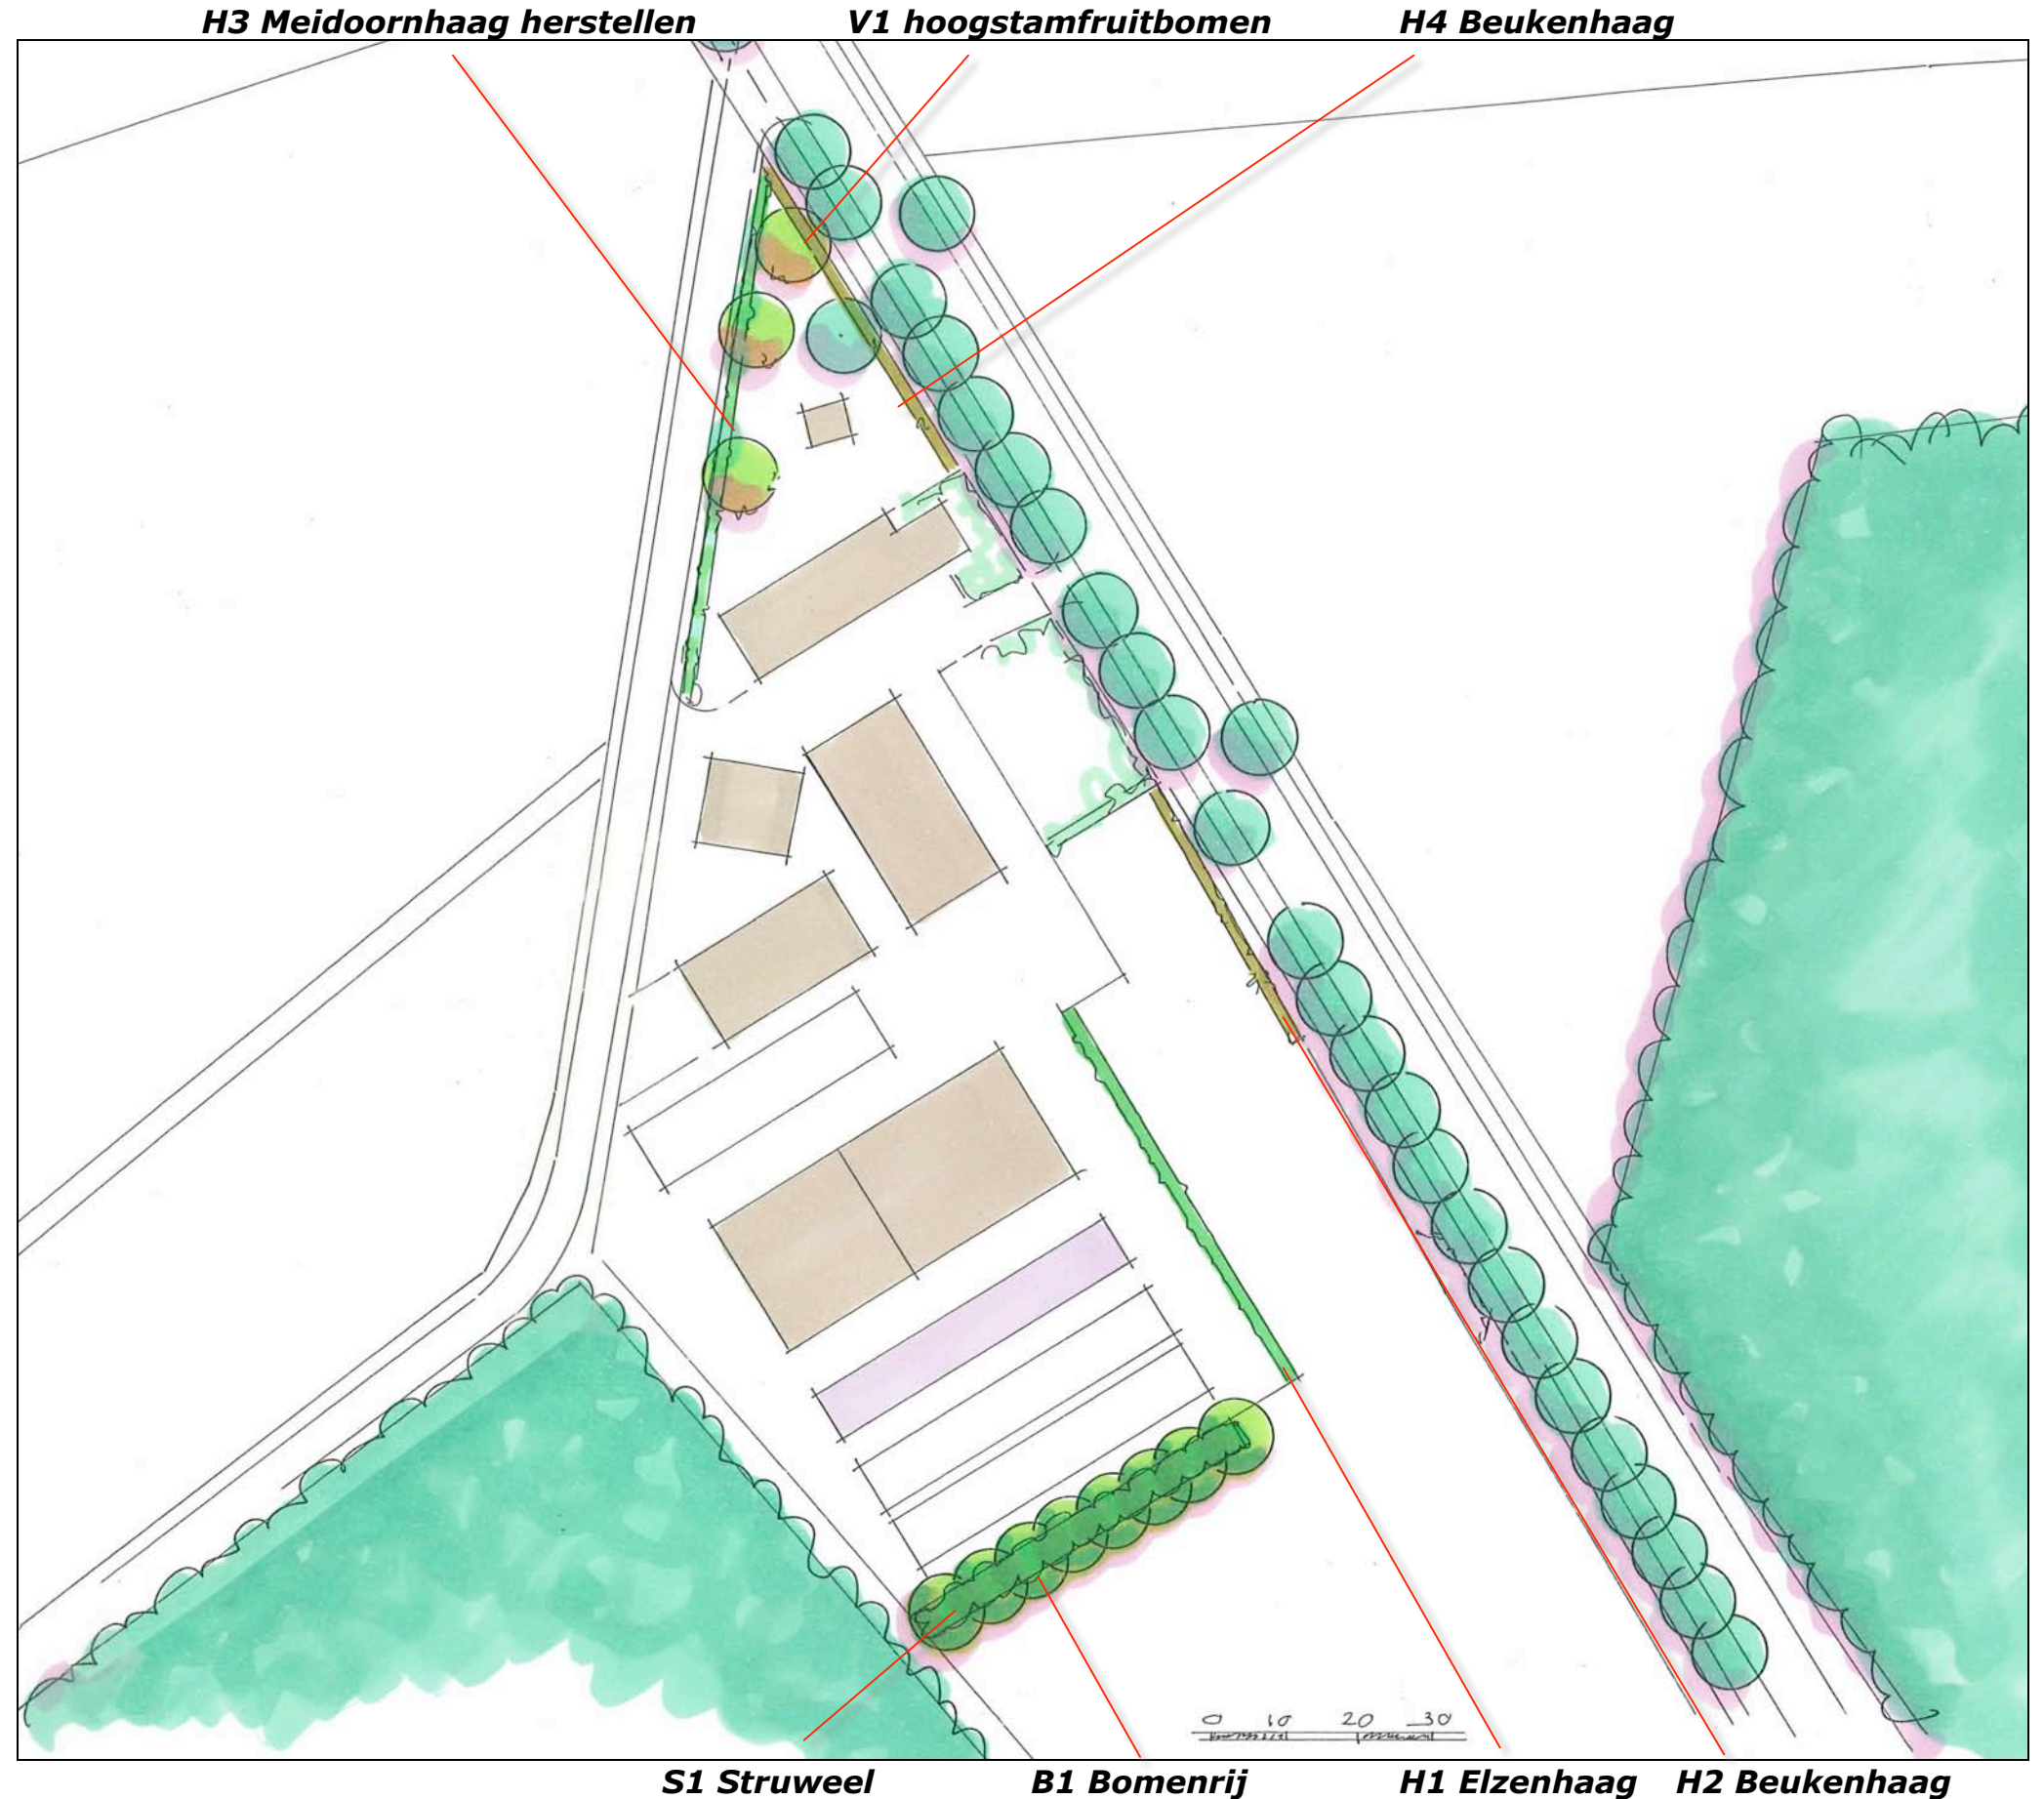 H3 Meidoornhaag herstellen
V1 hoogstamfruitbomen
H4 Beukenhaag
0 10 20 30
S1 Struweel
B1 Bomenrij
H1 Elzenhaag
H2 Beukenhaag